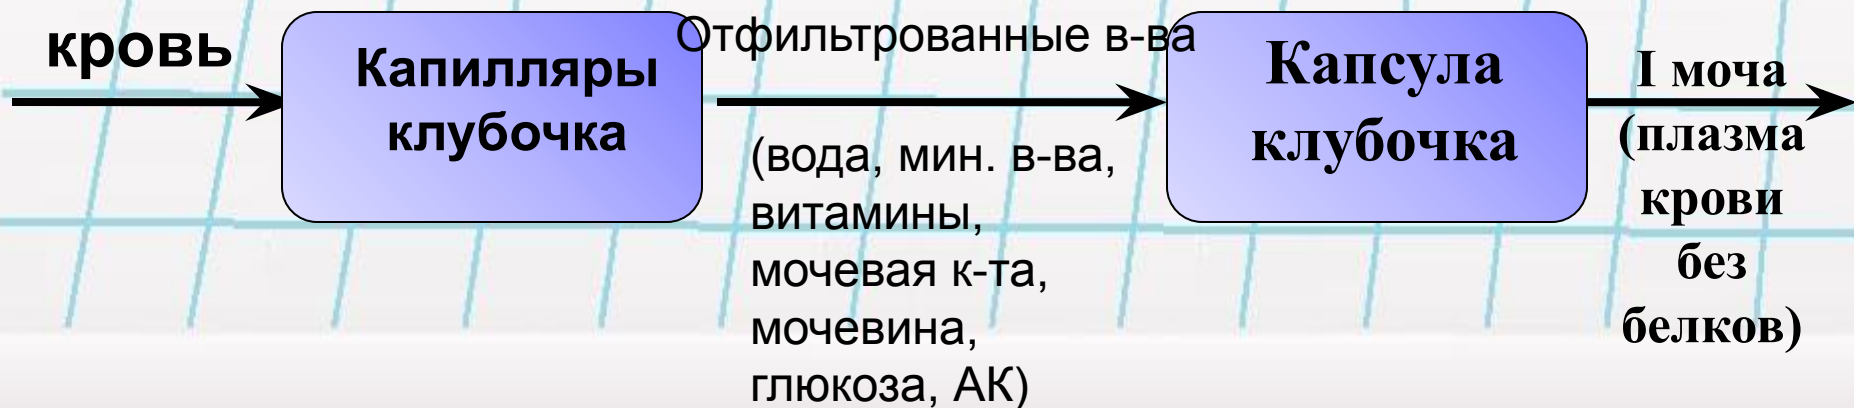 кровь
Капилляры
клубочка
Отфильтрованные в-ва
(вода, мин. в-ва,
витамины,
мочевая к-та,
мочевина,
глюкоза, АК)
Капсула
клубочка
I моча
(плазма
крови
без
белков)